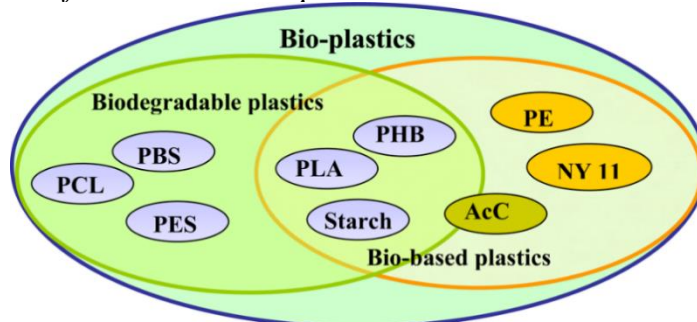 Bio-plastics
Biodegradable plastics
PE
PHB
PBS
PLA
NY 11
PCL
PES
Starch
AcC
Bio-based plastics